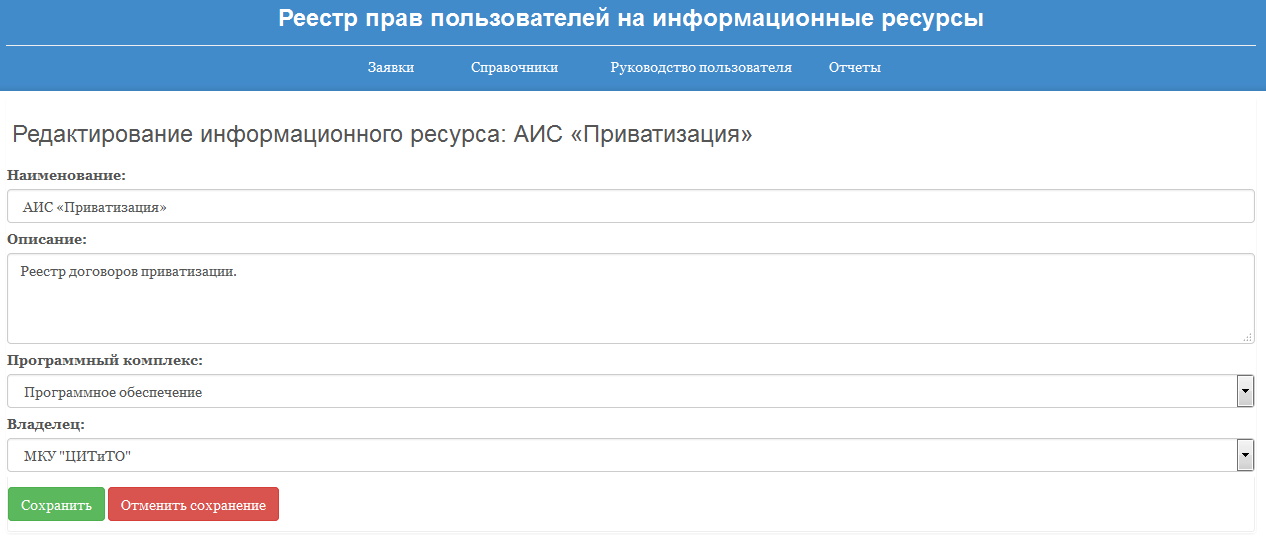 Реестр прав пользователей на информационные ресурсы
Заявки Справочники Руководство пользователя Отчеты
Редактирование информационного ресурса: АИС «Приватизация»
Наименование:
АИС «Приватизация»
Описание:
Реестр договоров приватизации.
Программный комплекс:
Программное обеспечение
Владелец:
МКУ "ЦИТиТО"
Сохранить Отменить сохранение